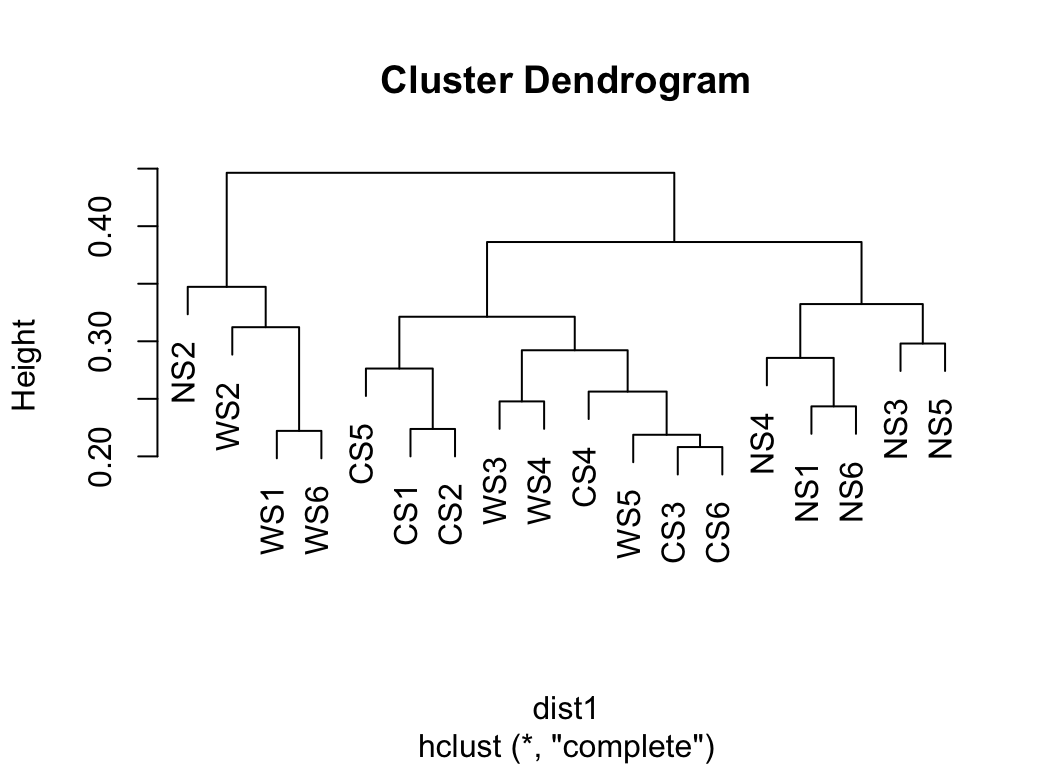 Cluster Dendrogram
Height
0.40
0.30
0.20
NS2
WS2
WS1
WS6
CS5
CS1
CS2
WS3
WS4
CS4
WS5
CS3
CS6
NS4
NS1
NS6
NS3
NS5
dist1
hclust (*, "complete")